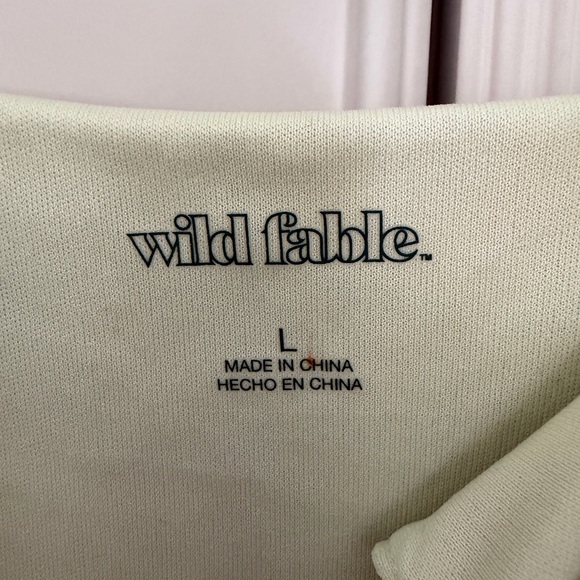 wild fable™
L
MADE IN CHINA
HECHO EN CHINA